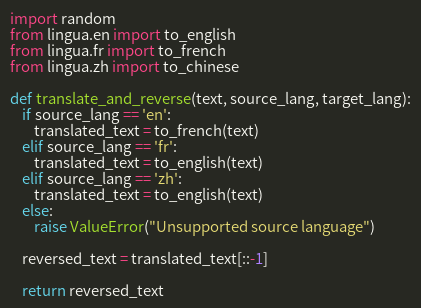 import random
from lingua.en import to_english
from lingua.fr import to_french
from lingua.zh import to_chinese

def translate_and_reverse(text, source_lang, target_lang):
    if source_lang == 'en':
        translated_text = to_french(text)
    elif source_lang == 'fr':
        translated_text = to_english(text)
    elif source_lang == 'zh':
        translated_text = to_english(text)
    else:
        raise ValueError("Unsupported source language")

    reversed_text = translated_text[::-1]

    return reversed_text